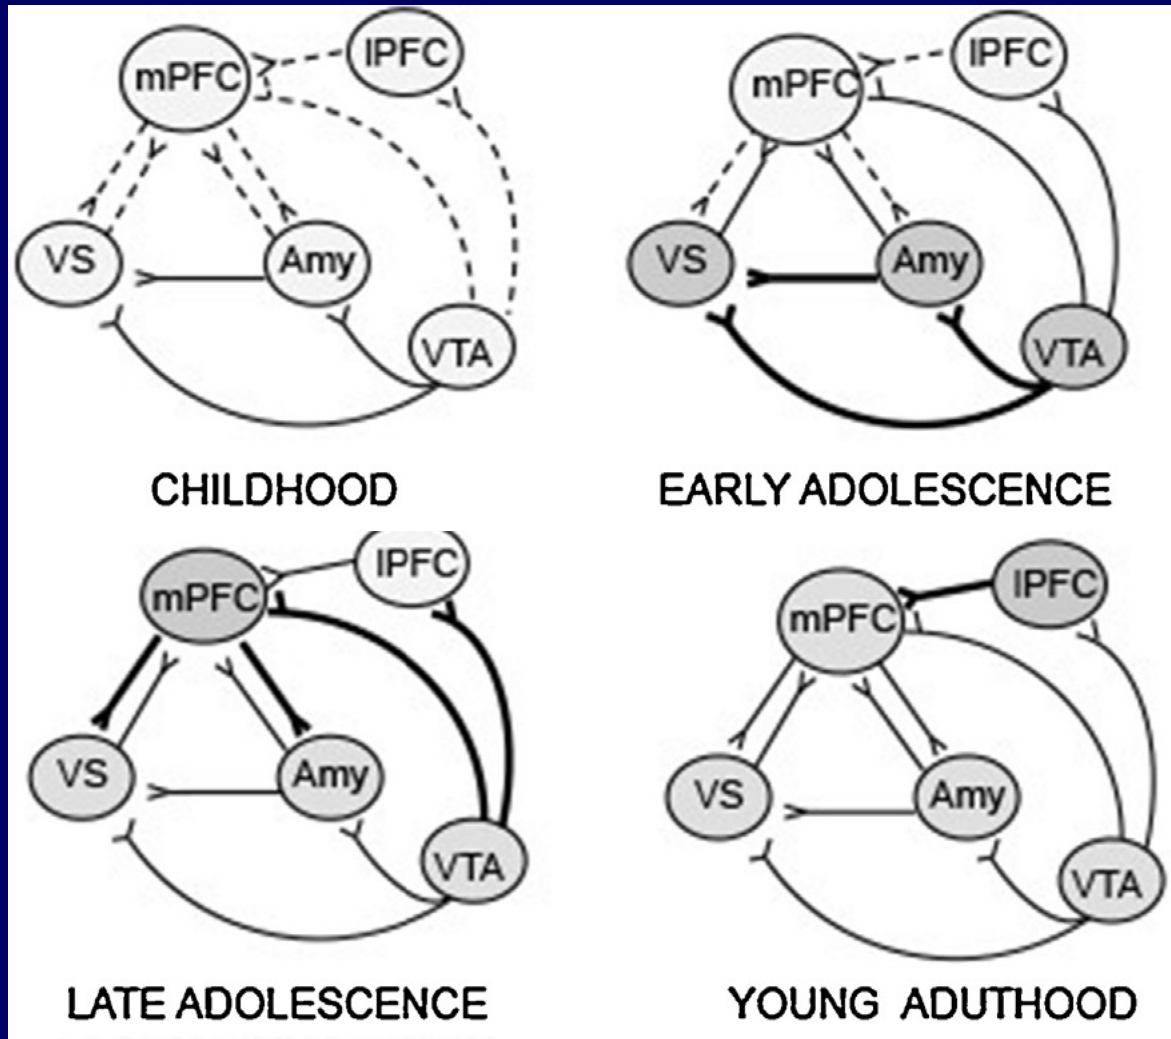 mPFC
lPFC
VS
Amy
VTA
CHILDHOOD
mPFC
lPFC
VS
Amy
VTA
EARLY ADOLESCENCE
mPFC
lPFC
VS
Amy
VTA
LATE ADOLESCENCE
mPFC
lPFC
VS
Amy
VTA
YOUNG ADUTHOOD